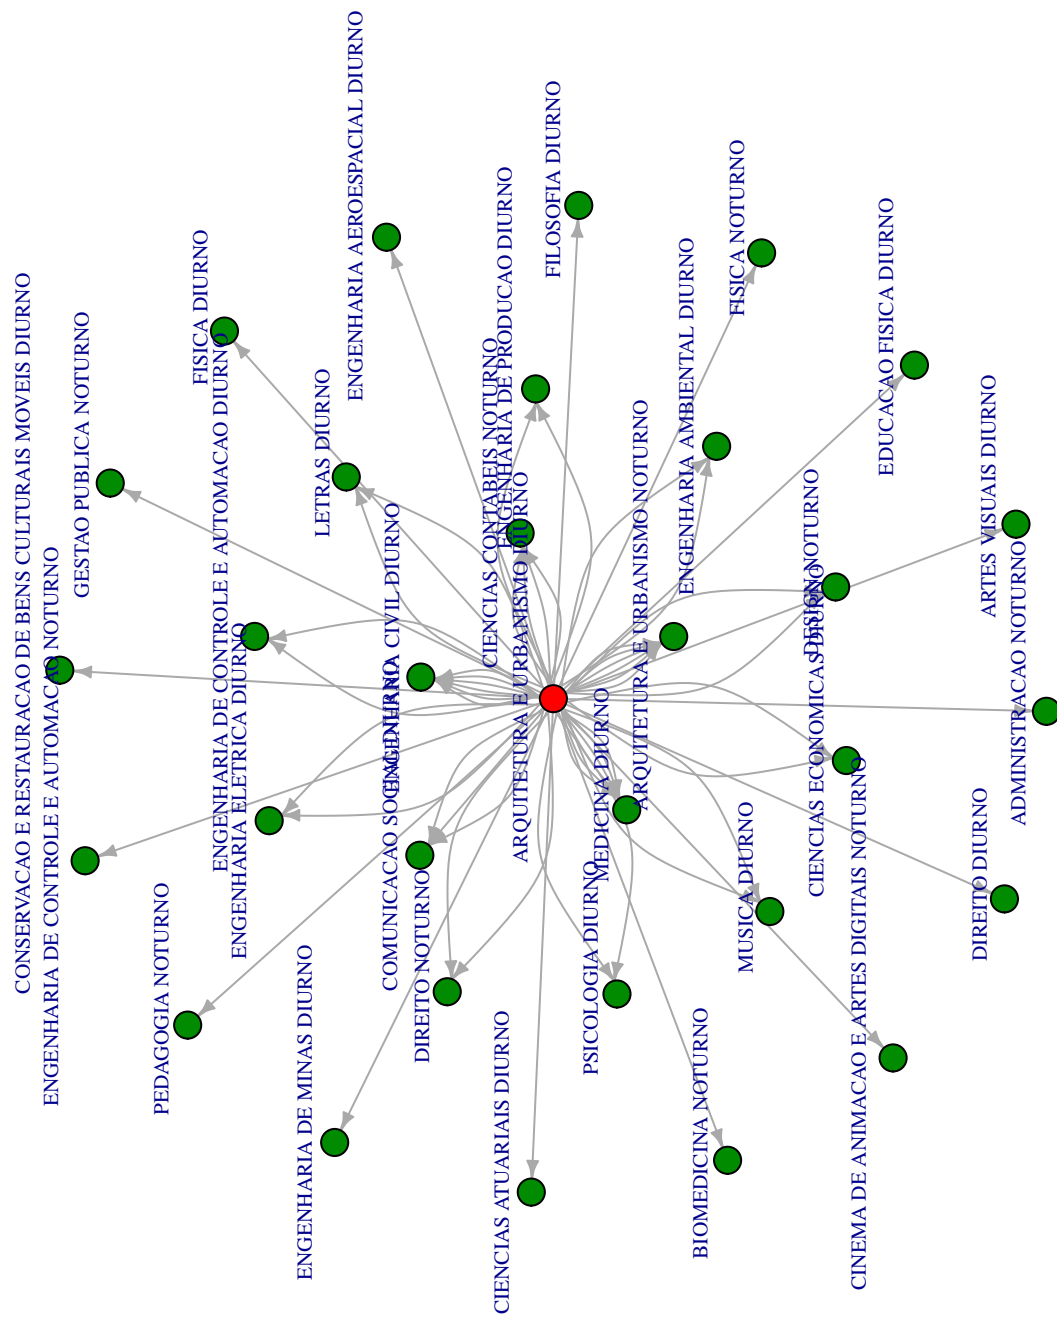 CONSERVACAO E RESTAURACAO DE BENS CULTURAIS MOVEIS DIURNO
ENGENHARIA DE CONTROLE E AUTOMACAO NOTURNO
GESTAO PUBLICA NOTURNO
PEDAGOGIA NOTURNO
FISICA DIURNO
ENGENHARIA DE CONTROLE E AUTOMACAO DIURNO
ENGENHARIA ELETRICA DIURNO
ENGENHARIA DE MINAS DIURNO
LETRAS DIURNO
ENGENHARIA AEROESPACIAL DIURNO
ENGENHARIA CIVIL DIURNO
COMUNICACAO SOCIAL DIURNO
DIREITO NOTURNO
CIENCIAS CONTABEIS NOTURNO
ENGENHARIA DE PRODUCAO DIURNO
CIENCIAS ATUARIAIS DIURNO
ARQUITETURA E URBANISMO DIURNO
FILOSOFIA DIURNO
PSICOLOGIA DIURNO
MEDICINA DIURNO
ARQUITETURA E URBANISMO NOTURNO
ENGENHARIA AMBIENTAL DIURNO
BIOMEDICINA NOTURNO
FISICA NOTURNO
MUSICA DIURNO
DESIGN NOTURNO
CIENCIAS ECONOMICAS DIURNO
CINEMA DE ANIMACAO E ARTES DIGITAIS NOTURNO
EDUCACAO FISICA DIURNO
DIREITO DIURNO
ARTES VISUAIS DIURNO
ADMINISTRACAO NOTURNO